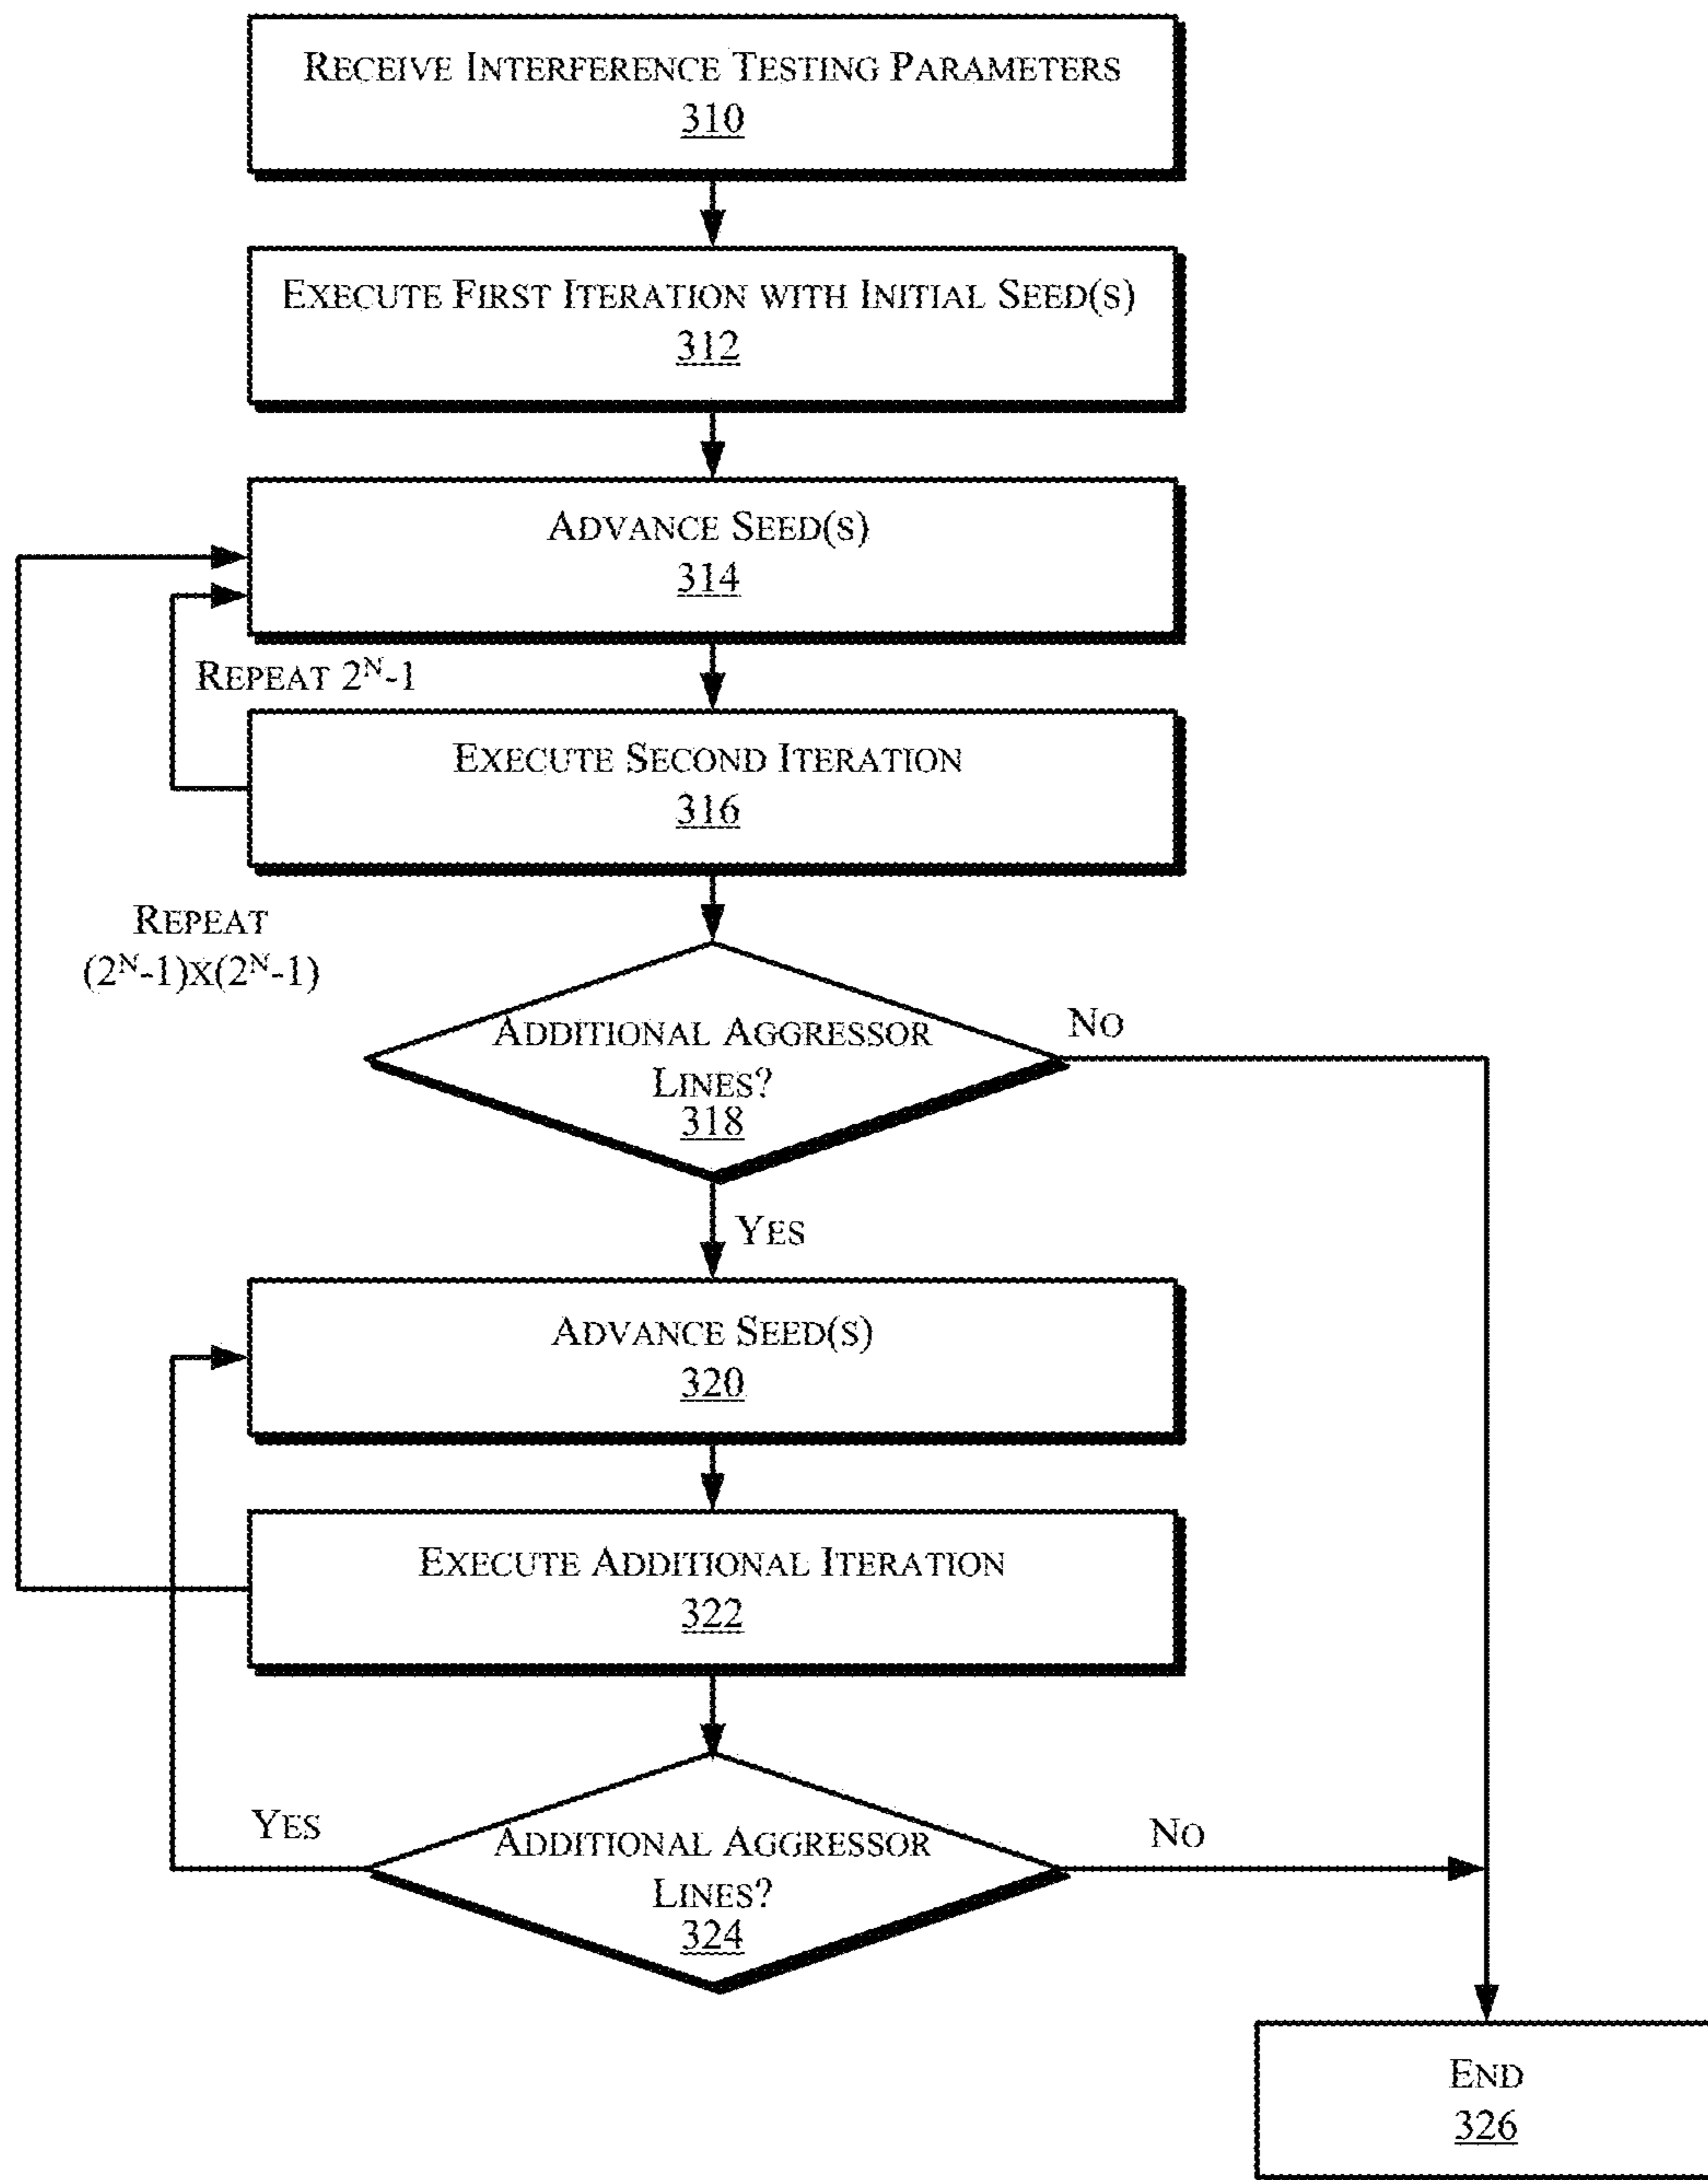 RECEIVE INTERFERENCE TESTING PARAMETERS
310
EXECUTE FIRST ITERATION WITH INITIAL SEED(S)
312
ADVANCE SEED(S)
314
REPEAT 2ᴺ-1
EXECUTE SECOND ITERATION
316
REPEAT
(2ᴺ-1)X(2ᴺ-1)
ADDITIONAL AGGRESSOR
LINES?
318
NO
YES
ADVANCE SEED(S)
320
EXECUTE ADDITIONAL ITERATION
322
YES
ADDITIONAL AGGRESSOR
LINES?
324
NO
END
326